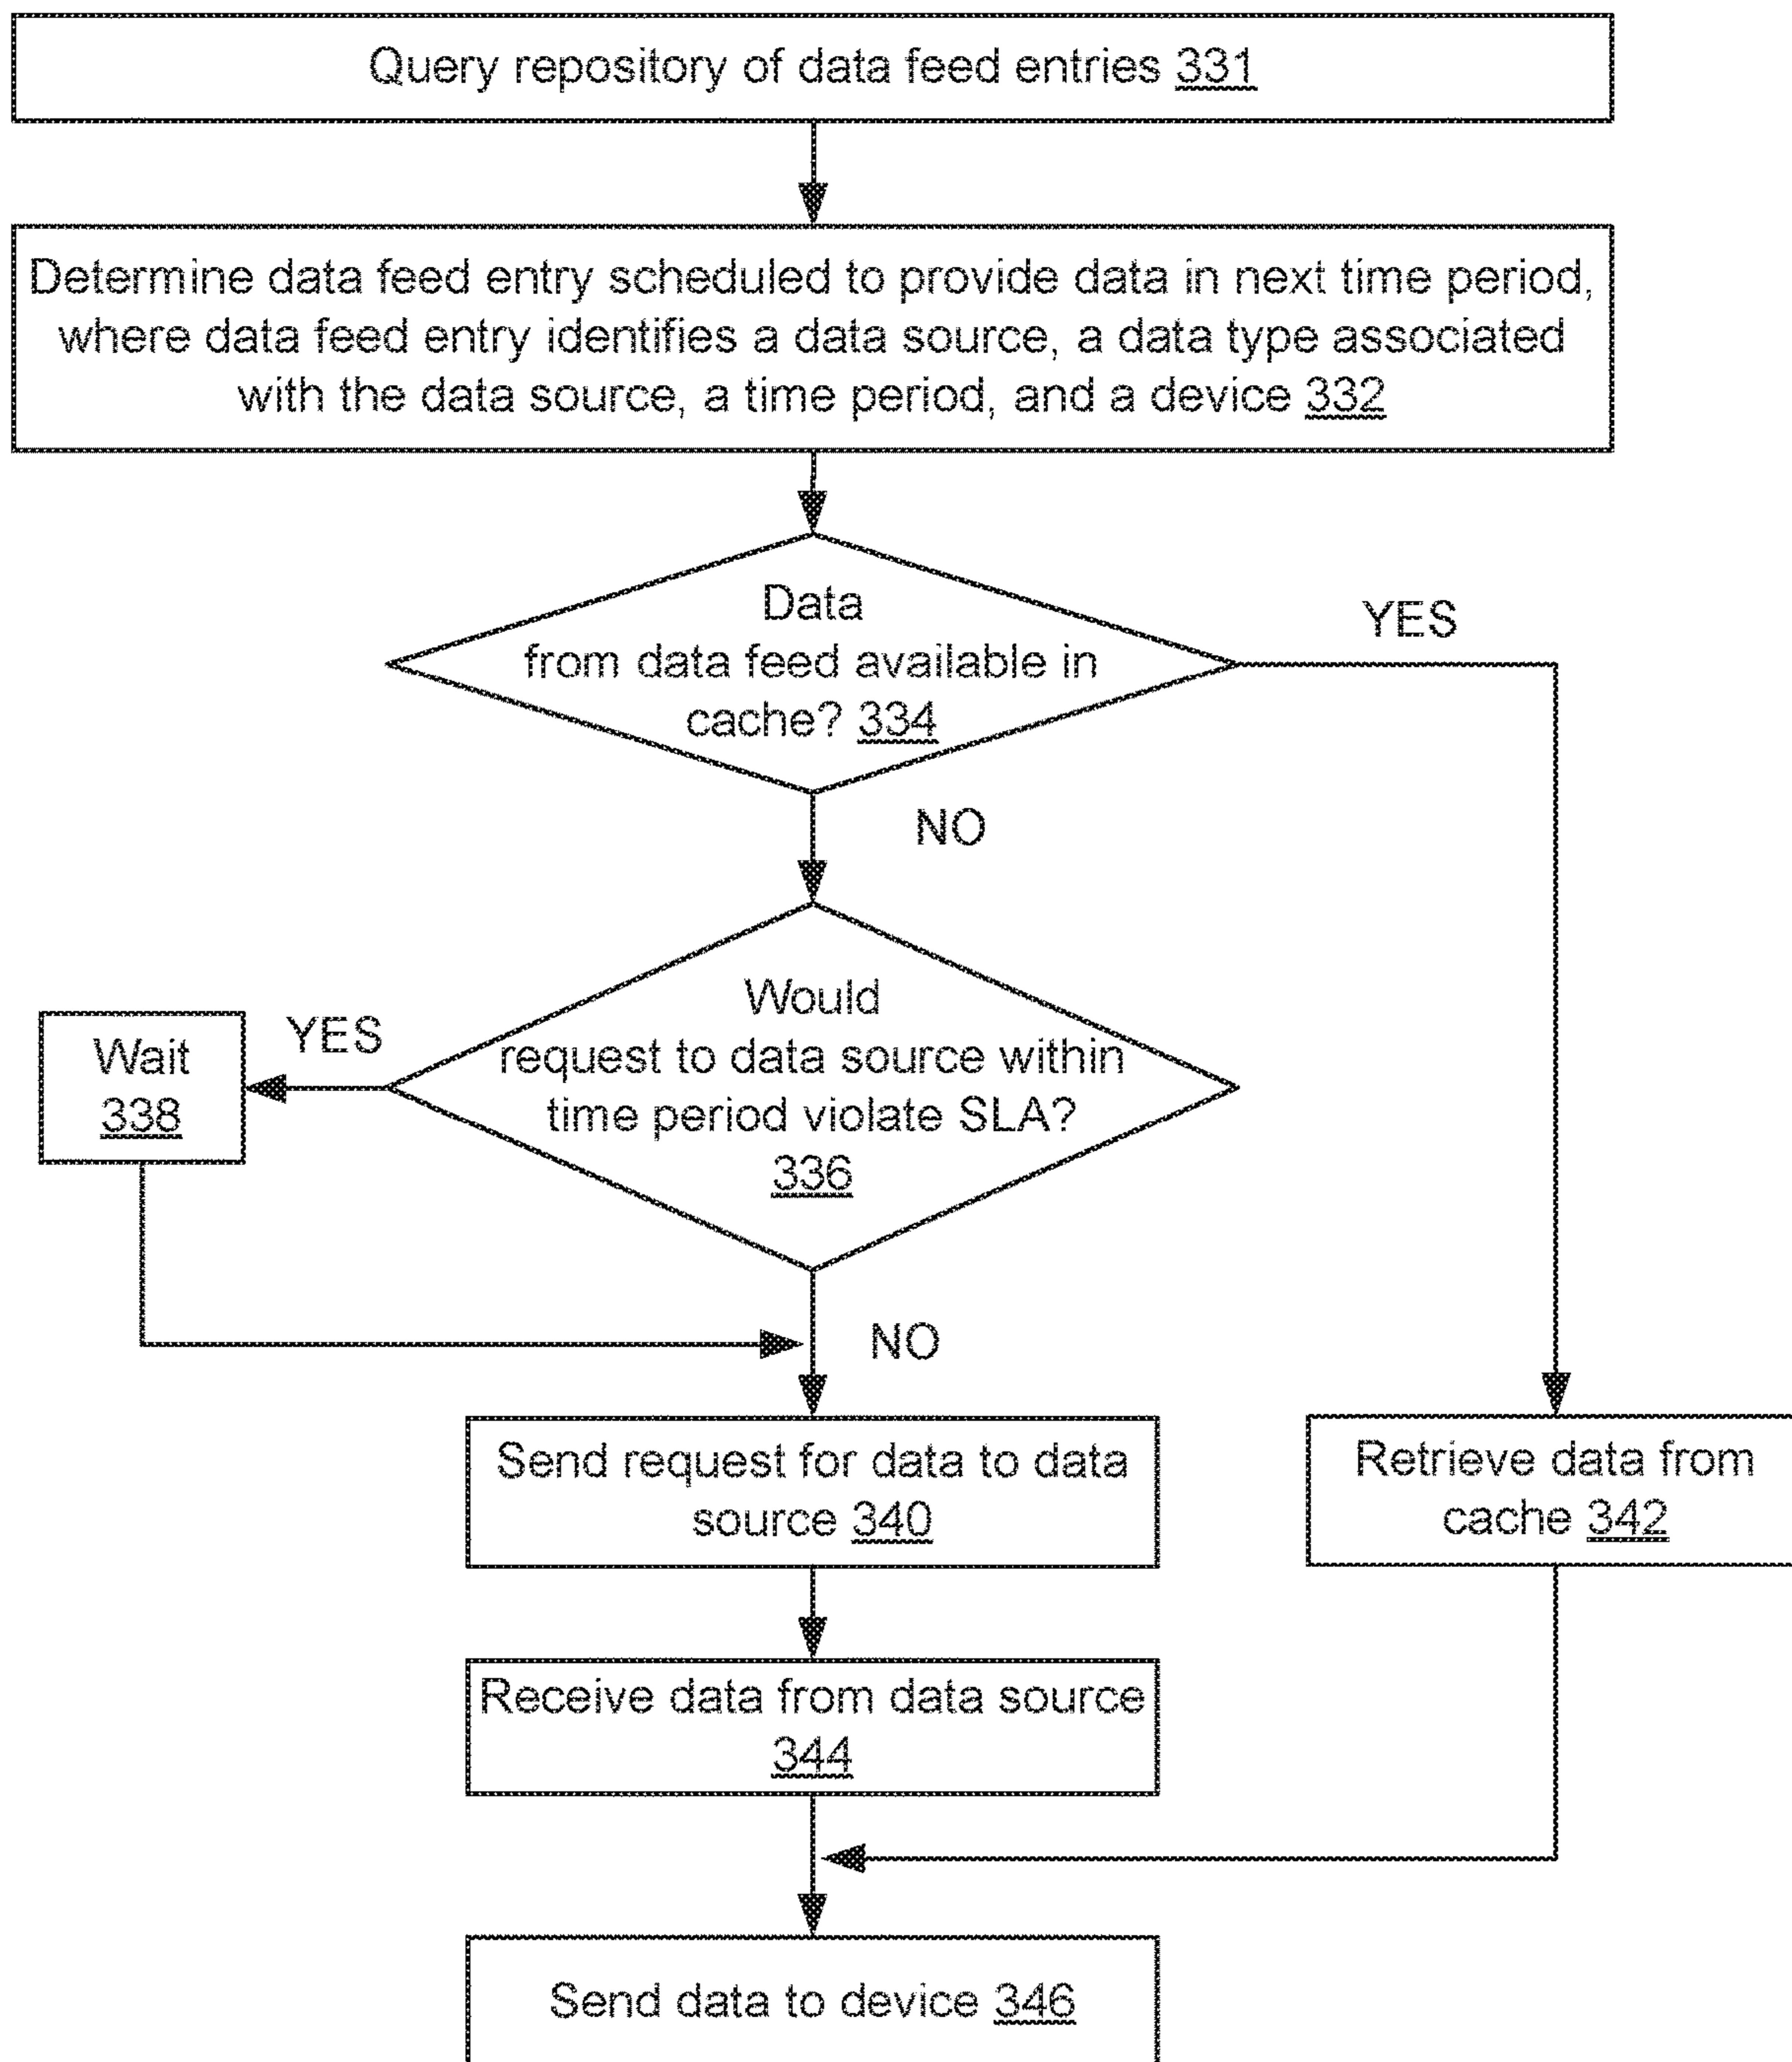 Query repository of data feed entries 331
Determine data feed entry scheduled to provide data in next time period,
where data feed entry identifies a data source, a data type associated
with the data source, a time period, and a device 332
Data
from data feed available in
cache? 334
YES
NO
Would
request to data source within
time period violate SLA?
336
YES
Wait
338
NO
Send request for data to data
source 340
Retrieve data from
cache 342
Receive data from data source
344
Send data to device 346